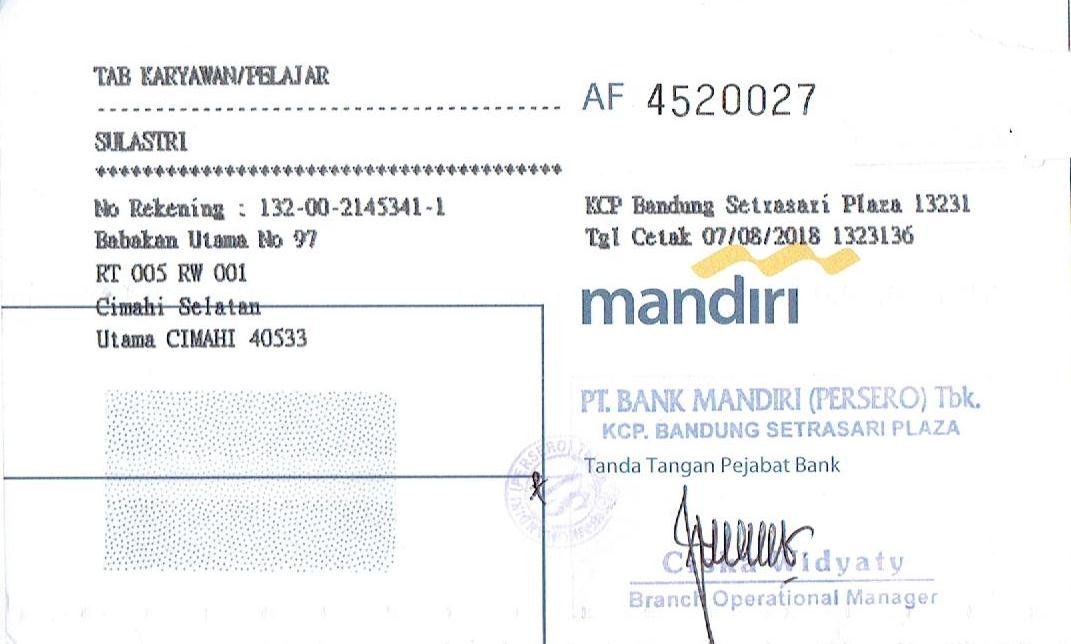 TAB KARYAWAN/PELAJAR
AF 4520027
SULASTRI
****************************************
No Rekening : 132-00-2145341-1
Babakan Utama No 97
RT 005 RW 001
Cimahi Selatan
Utama CIMAHI 40533
KCP Bandung Setrasari Plaza 13231
Tgl Cetak 07/08/2018 1323136
mandiri
PT. BANK MANDIRI (PERSERO) Tbk.
KCP. BANDUNG SETRASARI PLAZA
Tanda Tangan Pejabat Bank
Widyaty
Branch Operational Manager